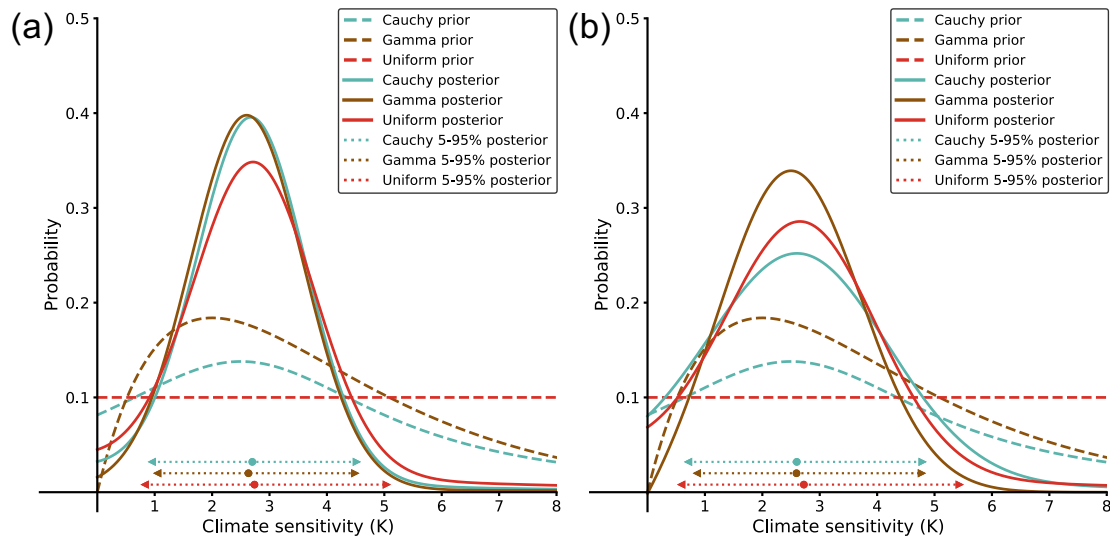 (a)
0.5
0.4
0.3
0.2
0.1
Probability
Cauchy prior
Gamma prior
Uniform prior
Cauchy posterior
Gamma posterior
Uniform posterior
Cauchy 5-95% posterior
Gamma 5-95% posterior
Uniform 5-95% posterior
1 2 3 4 5 6 7 8
Climate sensitivity (K)
(b)
0.5
0.4
0.3
0.2
0.1
Probability
Cauchy prior
Gamma prior
Uniform prior
Cauchy posterior
Gamma posterior
Uniform posterior
Cauchy 5-95% posterior
Gamma 5-95% posterior
Uniform 5-95% posterior
1 2 3 4 5 6 7 8
Climate sensitivity (K)